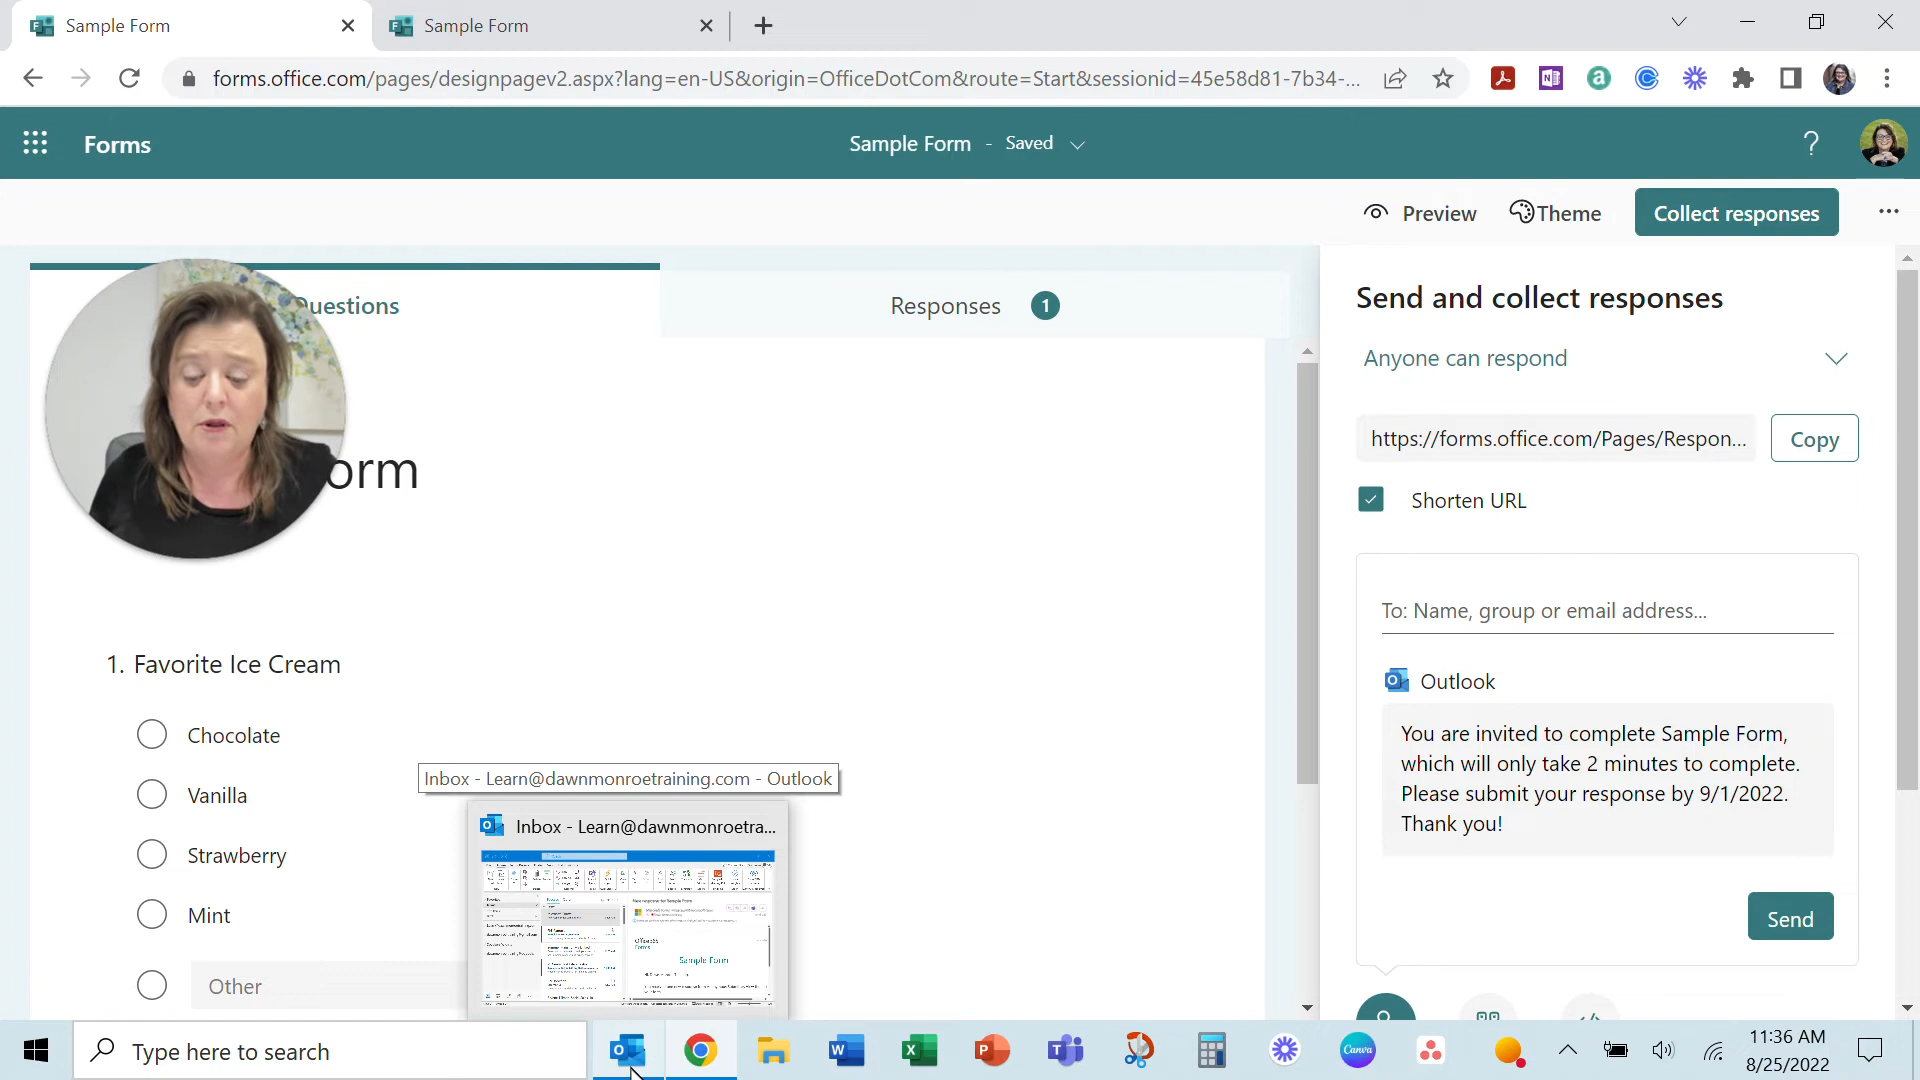 Sample Form
Sample Form
forms.office.com/pages/designpagev2.aspx?lang=en-US&origin=OfficeDotCom&route=Start&sessionid=45e58d81-7b34-...
Forms
Sample Form - Saved
?
Preview
Theme
Collect responses
...
Questions
Responses
1
orm
1. Favorite Ice Cream
Chocolate
Vanilla
Strawberry
Mint
Other
Send and collect responses
Anyone can respond
https://forms.office.com/Pages/Respon...
Copy
Shorten URL
To: Name, group or email address...
Outlook
You are invited to complete Sample Form,
which will only take 2 minutes to complete.
Please submit your response by 9/1/2022.
Thank you!
Send
Inbox - Learn@dawnmonroetraining.com - Outlook
Inbox - Learn@dawnmonroetra...
Sample Form
Type here to search
Canva
11:36 AM
8/25/2022